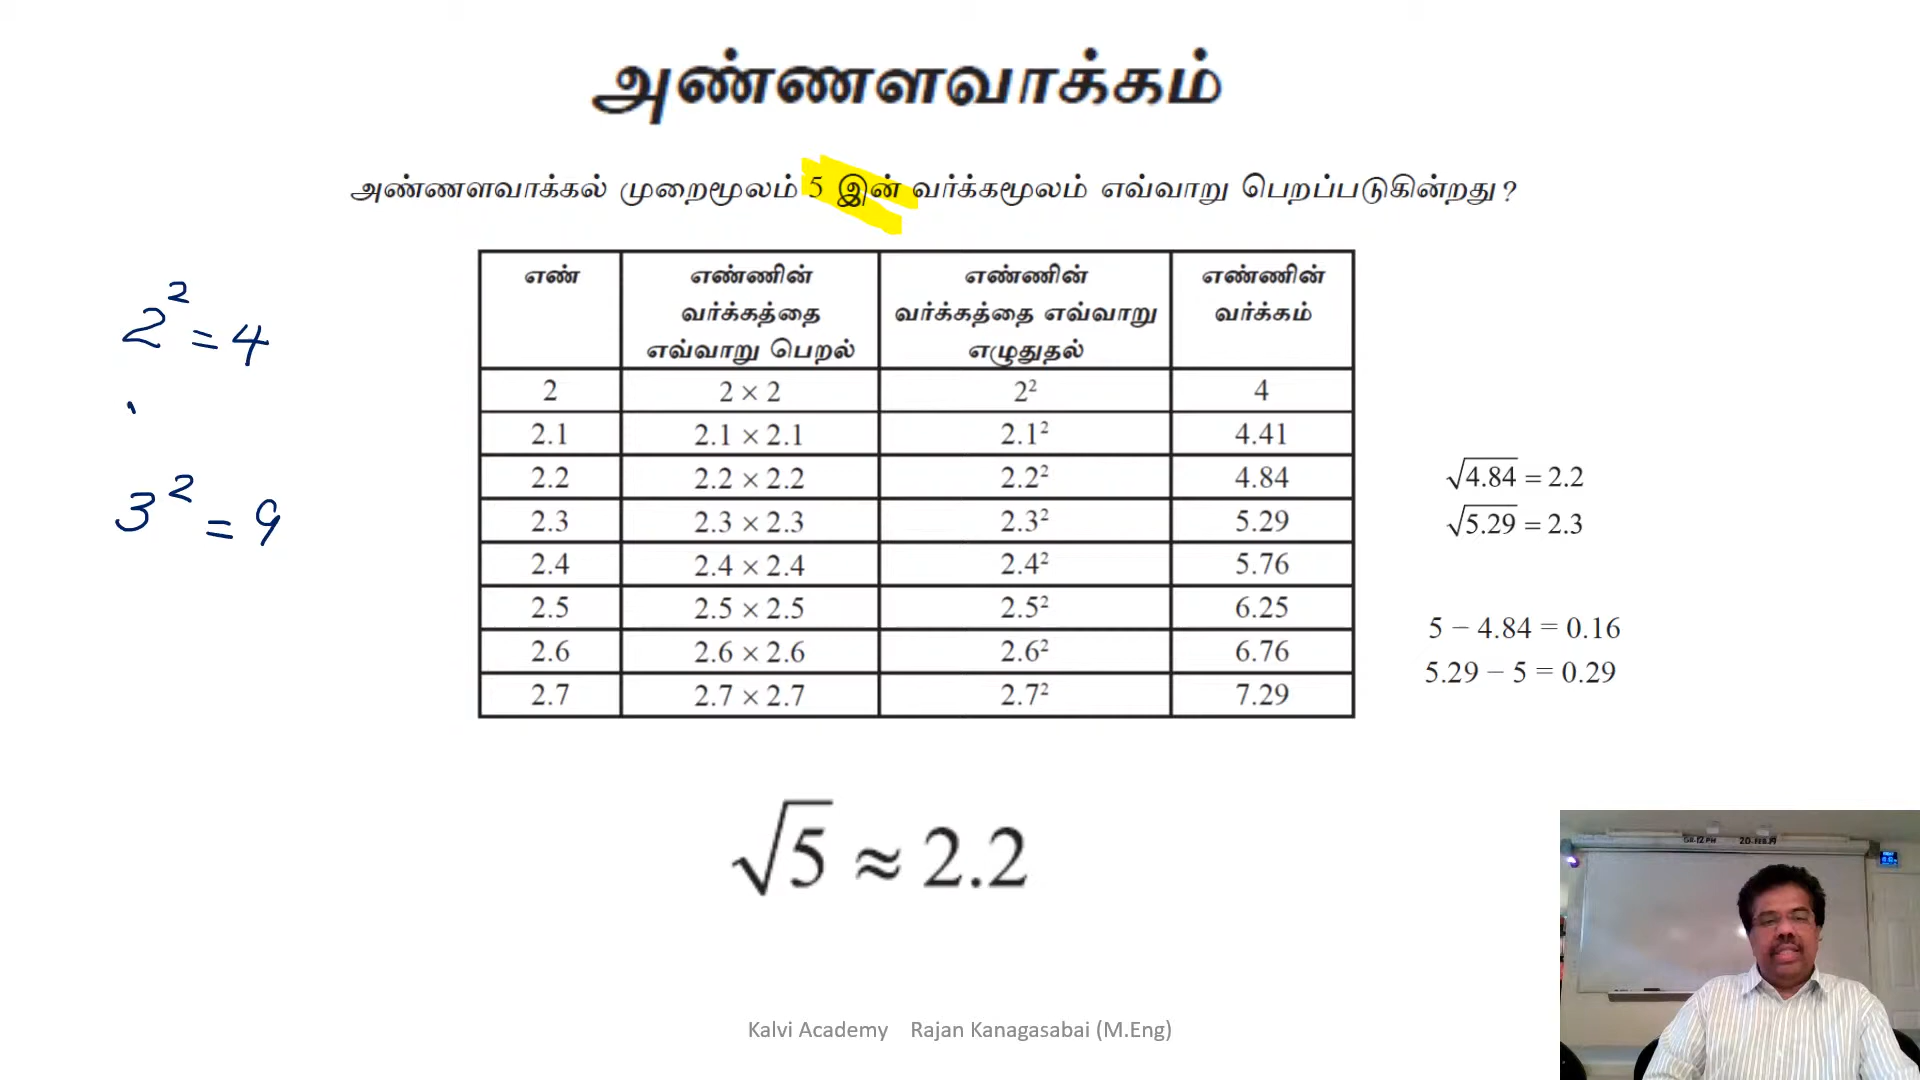 அண்ணளவாக்கம்
அண்ணளவாக்கல் முறைமூலம் 5 இன் வர்க்கமூலம் எவ்வாறு பெறப்படுகின்றது?
2² = 4
3² = 9
எண் எண்ணின் வர்க்கத்தை எவ்வாறு பெறல் எண்ணின் வர்க்கத்தை எவ்வாறு எழுதுதல் எண்ணின் வர்க்கம்
2 2 × 2 2² 4
2.1 2.1 × 2.1 2.1² 4.41
2.2 2.2 × 2.2 2.2² 4.84
2.3 2.3 × 2.3 2.3² 5.29
2.4 2.4 × 2.4 2.4² 5.76
2.5 2.5 × 2.5 2.5² 6.25
2.6 2.6 × 2.6 2.6² 6.76
2.7 2.7 × 2.7 2.7² 7.29
√4.84 = 2.2
√5.29 = 2.3
5 − 4.84 = 0.16
5.29 − 5 = 0.29
√5 ≈ 2.2
Kalvi Academy Rajan Kanagasabai (M.Eng)